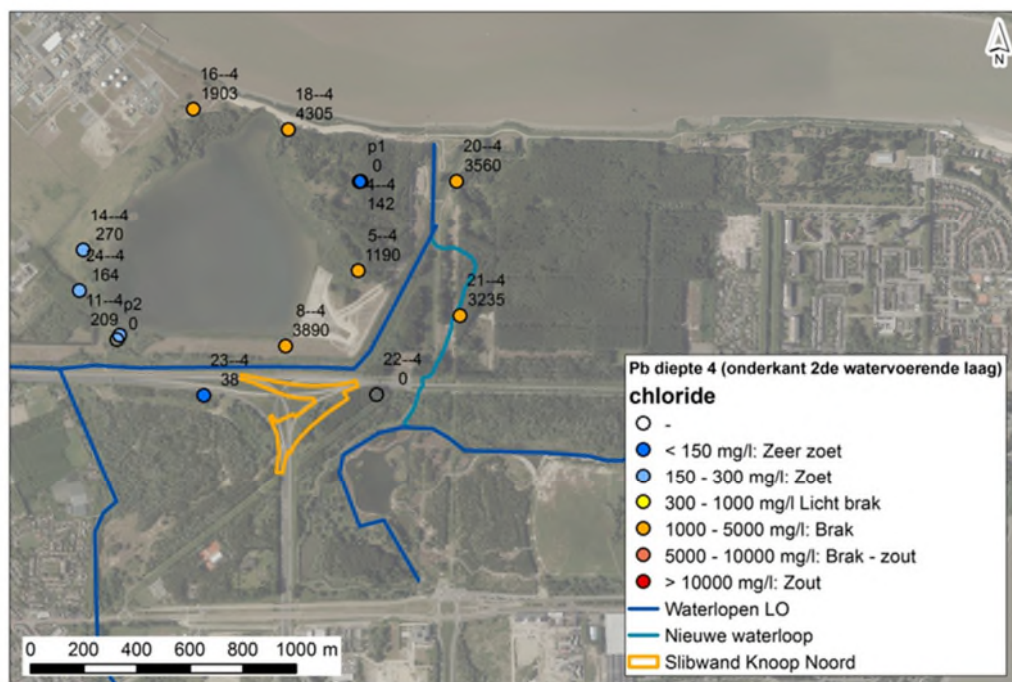 N
16--4
1903
18--4
4305
p1
0
4--4
142
20--4
3560
14--4
270
24--4
164
11--4
209
p2
0
5--4
1190
8--4
3890
21--4
3235
23--4
38
22--4
0
Pb diepte 4 (onderkant 2de watervoerende laag)
chloride
-
< 150 mg/l: Zeer zoet
150 - 300 mg/l: Zoet
300 - 1000 mg/l Licht brak
1000 - 5000 mg/l: Brak
5000 - 10000 mg/l: Brak - zout
> 10000 mg/l: Zout
Waterlopen LO
Nieuwe waterloop
Slibwand Knoop Noord
0 200 400 600 800 1000 m